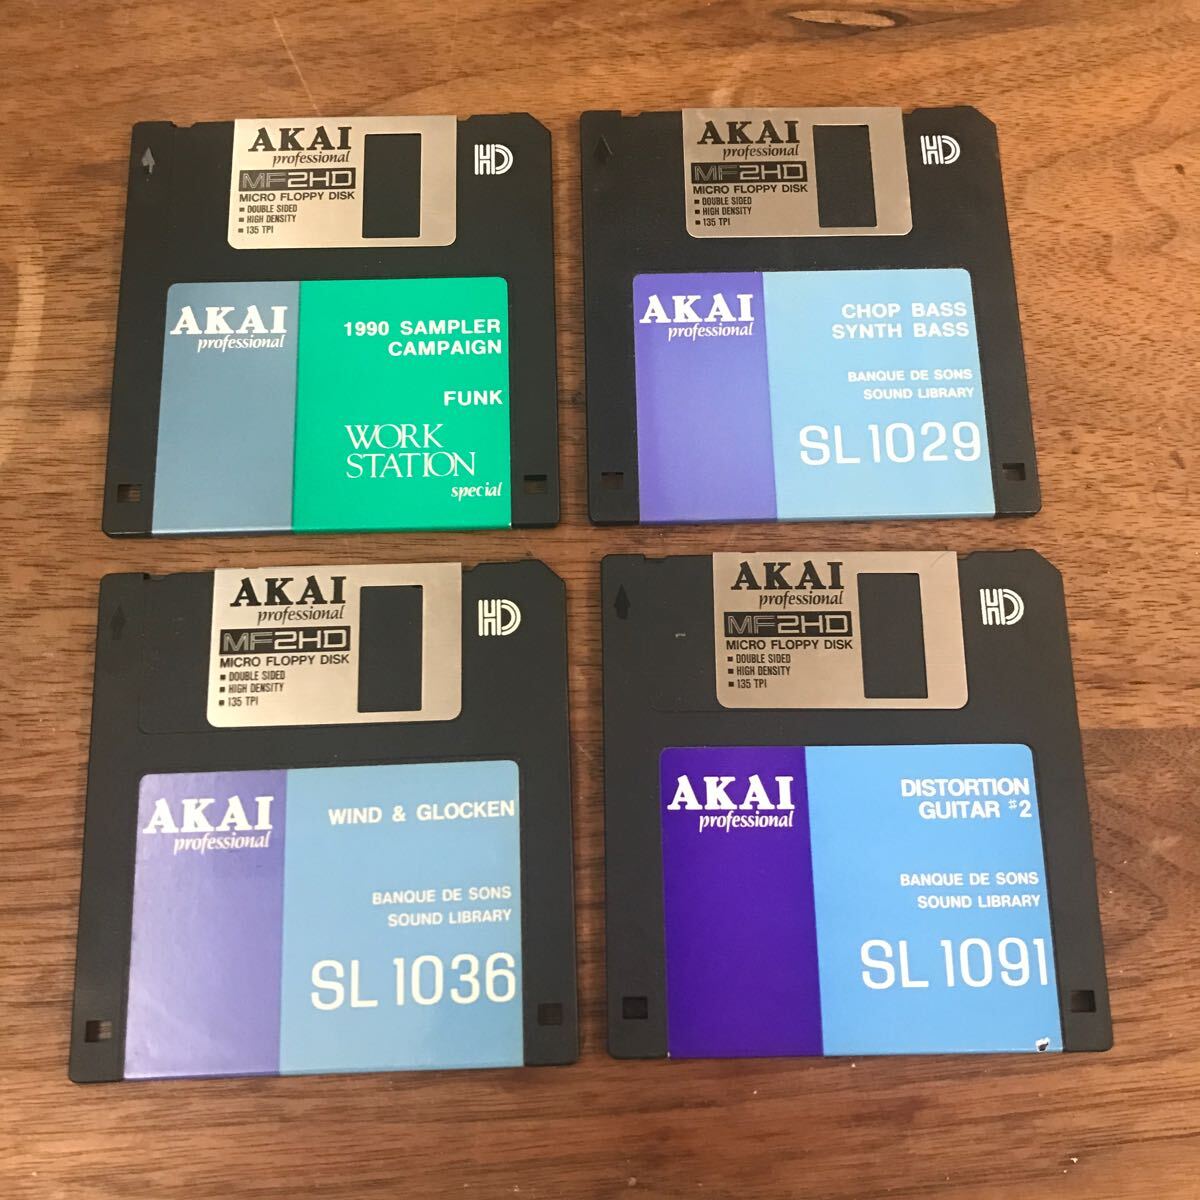 AKAI
professional
MF2HD
MICRO FLOPPY DISK
DOUBLE SIDED
HIGH DENSITY
135 TPI
HD
AKAI
professional
1990 SAMPLER
CAMPAIGN
FUNK
WORK
STATION
special
AKAI
professional
MF2HD
MICRO FLOPPY DISK
DOUBLE SIDED
HIGH DENSITY
135 TPI
HD
AKAI
professional
CHOP BASS
SYNTH BASS
BANQUE DE SONS
SOUND LIBRARY
SL 1029
AKAI
professional
MF2HD
MICRO FLOPPY DISK
DOUBLE SIDED
HIGH DENSITY
135 TPI
HD
AKAI
professional
WIND & GLOCKEN
BANQUE DE SONS
SOUND LIBRARY
SL 1036
AKAI
professional
MF2HD
MICRO FLOPPY DISK
DOUBLE SIDED
HIGH DENSITY
135 TPI
HD
AKAI
professional
DISTORTION
GUITAR #2
BANQUE DE SONS
SOUND LIBRARY
SL 1091